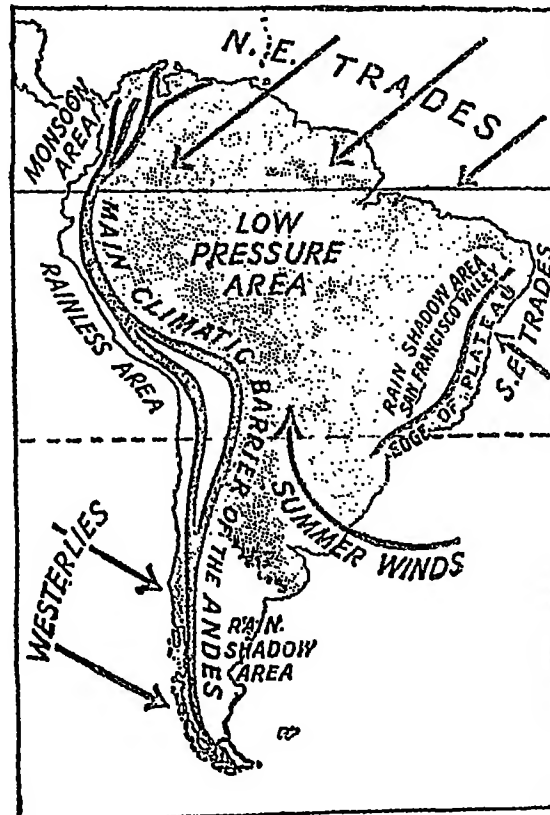 N. E. TRADES
MONSOON
AREA
MAIN CLIMATIC BARRIER OF THE ANDES
LOW
PRESSURE
AREA
RAINLESS AREA
RAIN SHADOW AREA
SAN FRANCISCO VALLEY
EDGE OF PLATEAU
S.E TRADES
SUMMER WINDS
WESTERLIES
RAIN.
SHADOW
AREA